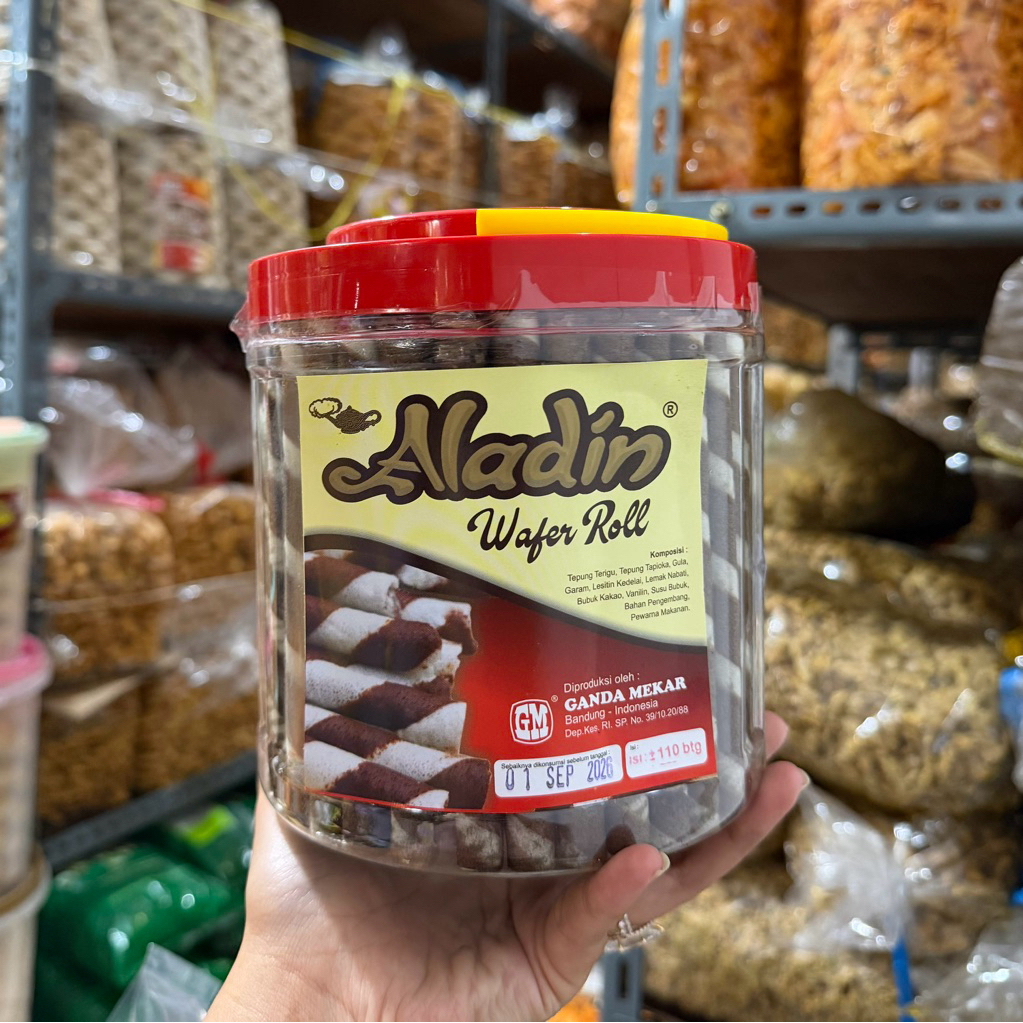 Aladin ®
Wafer Roll
Komposisi :
Tepung Terigu, Tepung Tapioka, Gula,
Garam, Lesitin Kedelai, Lemak Nabati,
Bubuk Kakao, Vanilin, Susu Bubuk,
Bahan Pengembang,
Pewarna Makanan.
Diproduksi oleh :
GM ®
GANDA MEKAR
Bandung - Indonesia
Dep.Kes. RI. SP. No. 39/10.20/88
Sebaiknya dikonsumsi sebelum tanggal :
01 SEP 2026
Isi :
ISI : ± 110 btg